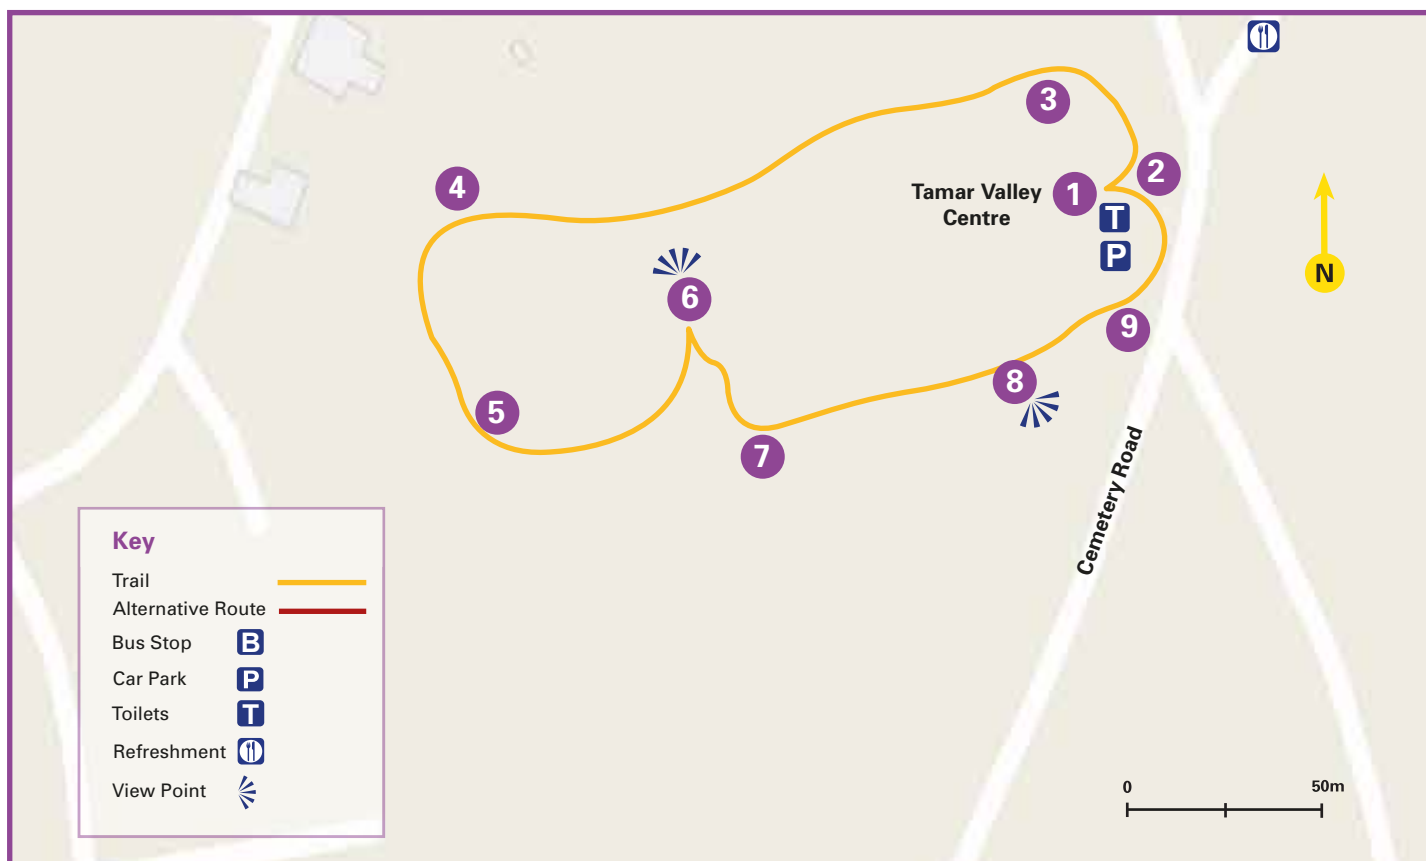 3
4
2
1
Tamar Valley
Centre
T
P
N
6
9
8
5
7
Cemetery Road
Key
Trail
Alternative Route
Bus Stop B
Car Park P
Toilets T
Refreshment
View Point
0 50m